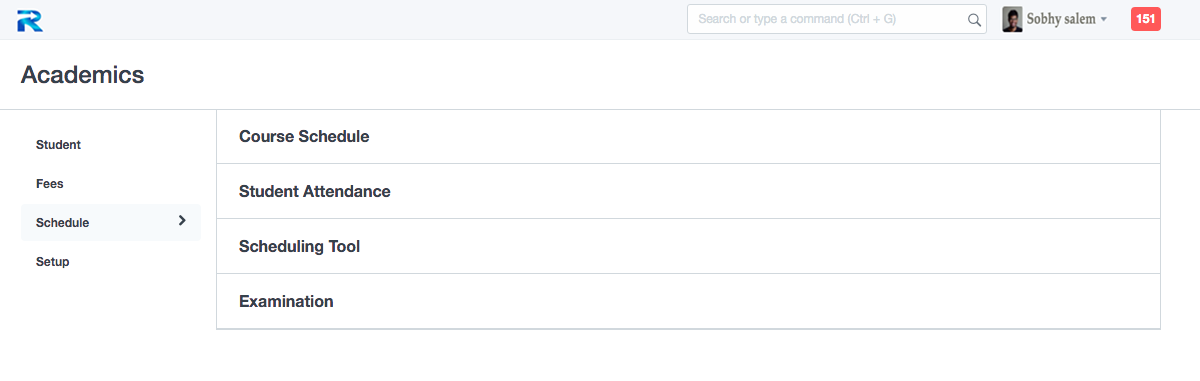 R
Search or type a command (Ctrl + G)
Sobhy salem
151
Academics
Student
Fees
Schedule
Setup
Course Schedule
Student Attendance
Scheduling Tool
Examination